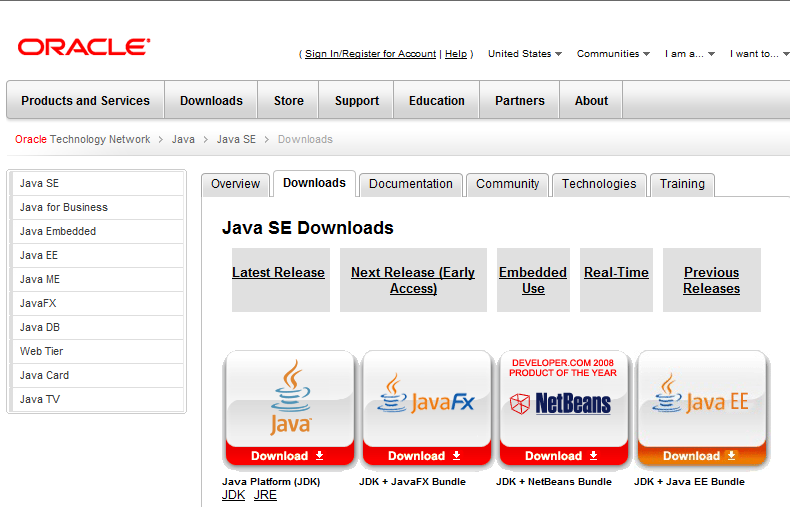 ORACLE
( Sign In/Register for Account | Help ) United States Communities I am a... I want to...
Products and Services Downloads Store Support Education Partners About
Oracle Technology Network > Java > Java SE > Downloads
Java SE
Java for Business
Java Embedded
Java EE
Java ME
JavaFX
Java DB
Web Tier
Java Card
Java TV
Overview Downloads Documentation Community Technologies Training
Java SE Downloads
Latest Release
Next Release (Early
Access)
Embedded
Use
Real-Time
Previous
Releases
Java
Download
JavaFX
Download
DEVELOPER.COM 2008
PRODUCT OF THE YEAR
NetBeans
Download
Java EE
Download
Java Platform (JDK)
JDK JRE
JDK + JavaFX Bundle
JDK + NetBeans Bundle
JDK + Java EE Bundle